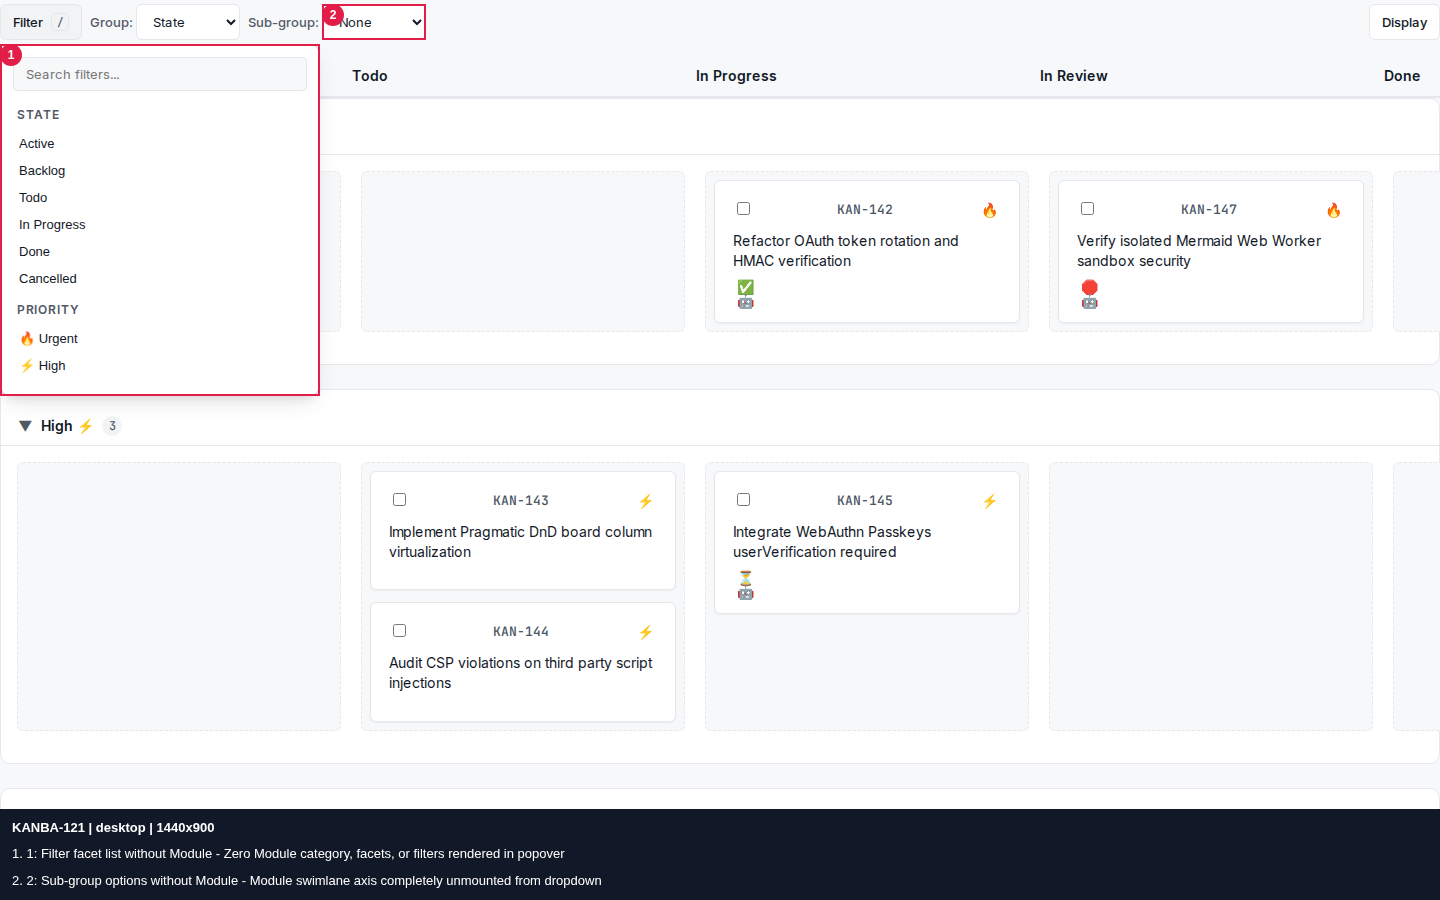 Filter / Group: State Sub-group: 2 None Display
1
Search filters...
Todo In Progress In Review Done
STATE
Active
Backlog
Todo
In Progress
Done
Cancelled
PRIORITY
🔥 Urgent
⚡ High
KAN-142 🔥
Refactor OAuth token rotation and
HMAC verification
✅
🤖
KAN-147 🔥
Verify isolated Mermaid Web Worker
sandbox security
🛑
🤖
▼ High ⚡ 3
KAN-143 ⚡
Implement Pragmatic DnD board column
virtualization
KAN-144 ⚡
Audit CSP violations on third party script
injections
KAN-145 ⚡
Integrate WebAuthn Passkeys
userVerification required
⏳
🤖
KANBA-121 | desktop | 1440x900
1. 1: Filter facet list without Module - Zero Module category, facets, or filters rendered in popover
2. 2: Sub-group options without Module - Module swimlane axis completely unmounted from dropdown